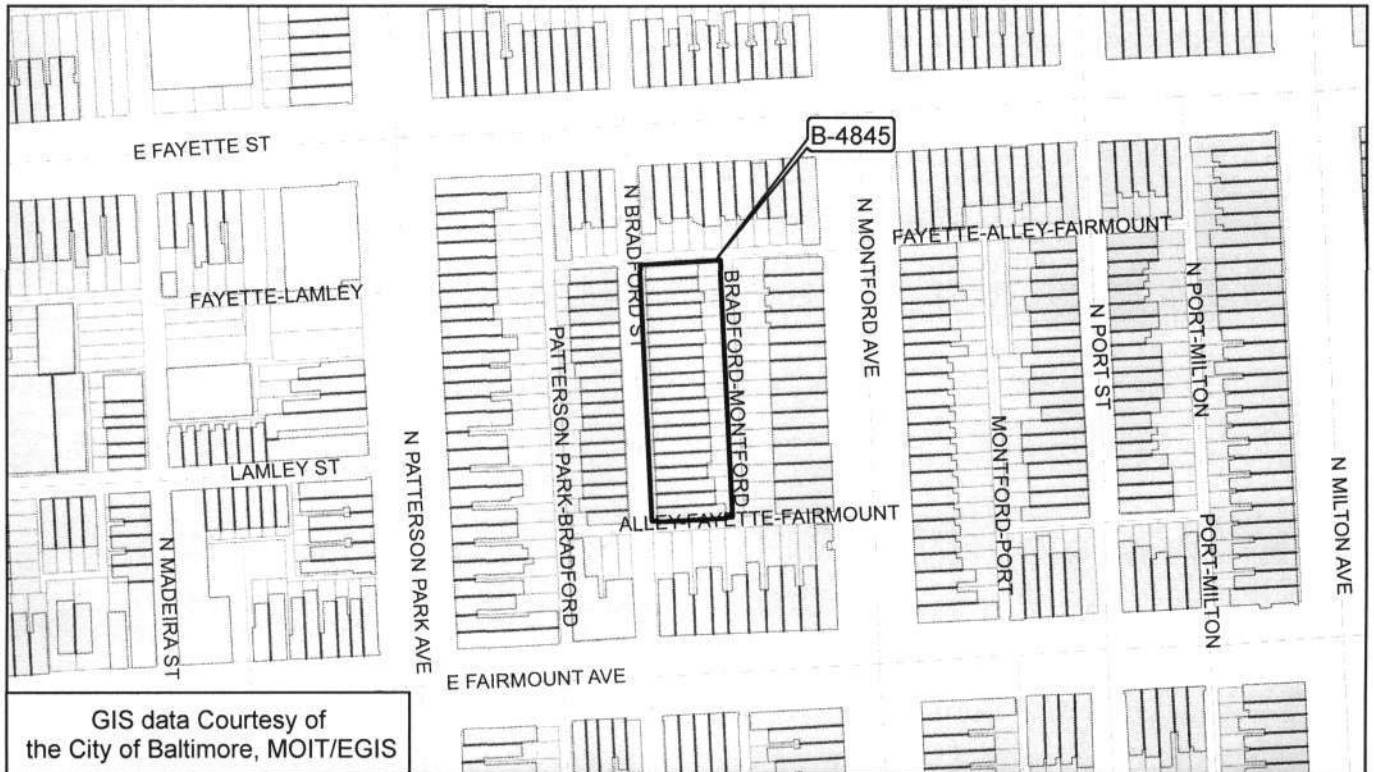 E FAYETTE ST
B-4845
N BRADFORD ST
N MONTFORD AVE
FAYETTE-ALLEY-FAIRMOUNT
FAYETTE-LAMLEY
BRADFORD-MONTFORD
N PORT ST
N PORT-MILTON
PATTERSON PARK-BRADFORD
N PATTERSON PARK AVE
LAMLEY ST
MONTFORD-PORT
N MILTON AVE
ALLEY-FAYETTE-FAIRMOUNT
N MADEIRA ST
PORT-MILTON
E FAIRMOUNT AVE
GIS data Courtesy of
the City of Baltimore, MOIT/EGIS